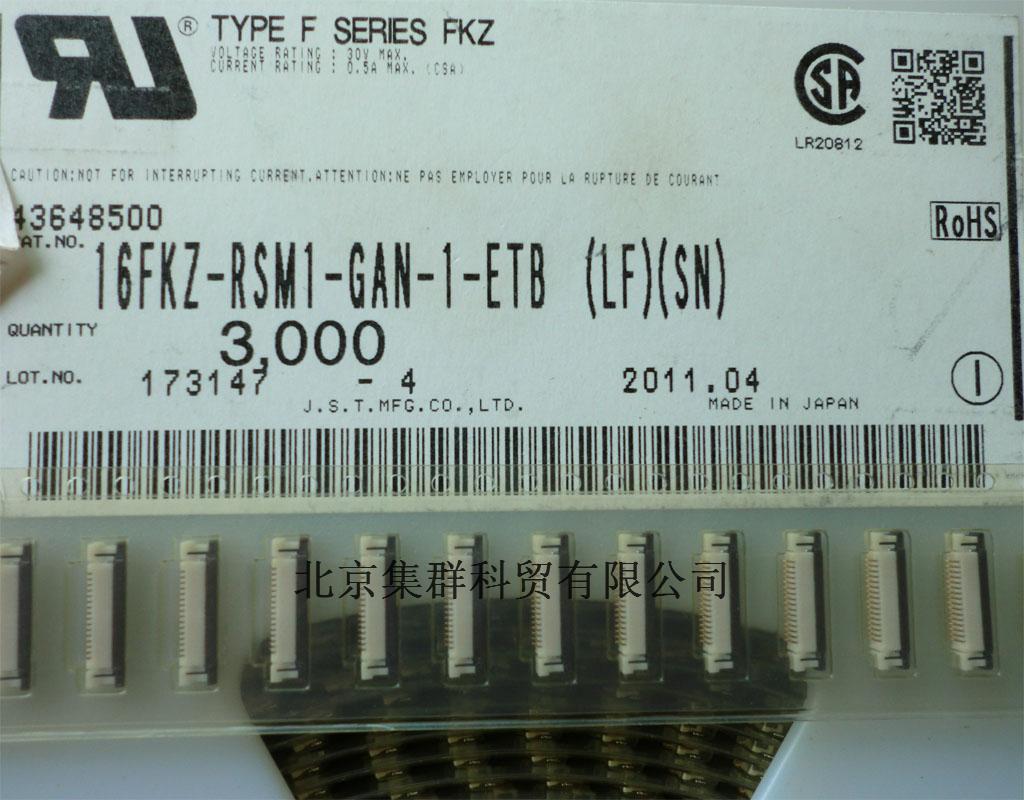 ® TYPE F SERIES FKZ
VOLTAGE RATING : 30V MAX.
CURRENT RATING : 0.5A MAX. (CSA)
LR20812
CAUTION:NOT FOR INTERRUPTING CURRENT.ATTENTION:NE PAS EMPLOYER POUR LA RUPTURE DE COURANT
43648500
RoHS
CAT.NO. 16FKZ-RSM1-GAN-1-ETB (LF)(SN)
QUANTITY 3,000
LOT.NO. 173147 - 4 2011.04 1
J.S.T.MFG.CO.,LTD. MADE IN JAPAN
北京集群科贸有限公司